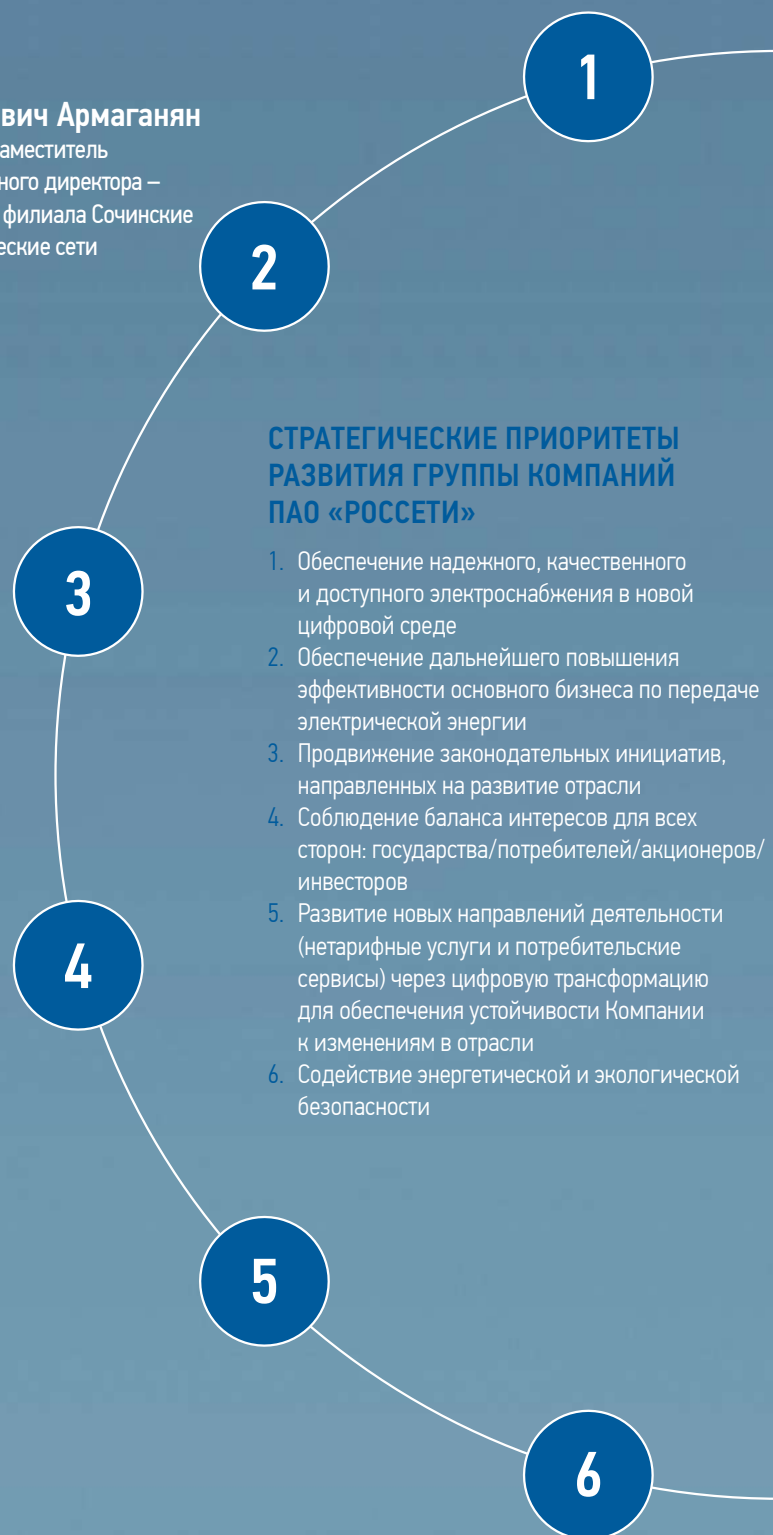 1
вич Армаганян
аместитель
ного директора –
филиала Сочинские
еские сети
2
СТРАТЕГИЧЕСКИЕ ПРИОРИТЕТЫ
РАЗВИТИЯ ГРУППЫ КОМПАНИЙ
ПАО «РОССЕТИ»
1. Обеспечение надежного, качественного
и доступного электроснабжения в новой
цифровой среде
2. Обеспечение дальнейшего повышения
эффективности основного бизнеса по передаче
электрической энергии
3. Продвижение законодательных инициатив,
направленных на развитие отрасли
4. Соблюдение баланса интересов для всех
сторон: государства/потребителей/акционеров/
инвесторов
5. Развитие новых направлений деятельности
(нетарифные услуги и потребительские
сервисы) через цифровую трансформацию
для обеспечения устойчивости Компании
к изменениям в отрасли
6. Содействие энергетической и экологической
безопасности
3
4
5
6